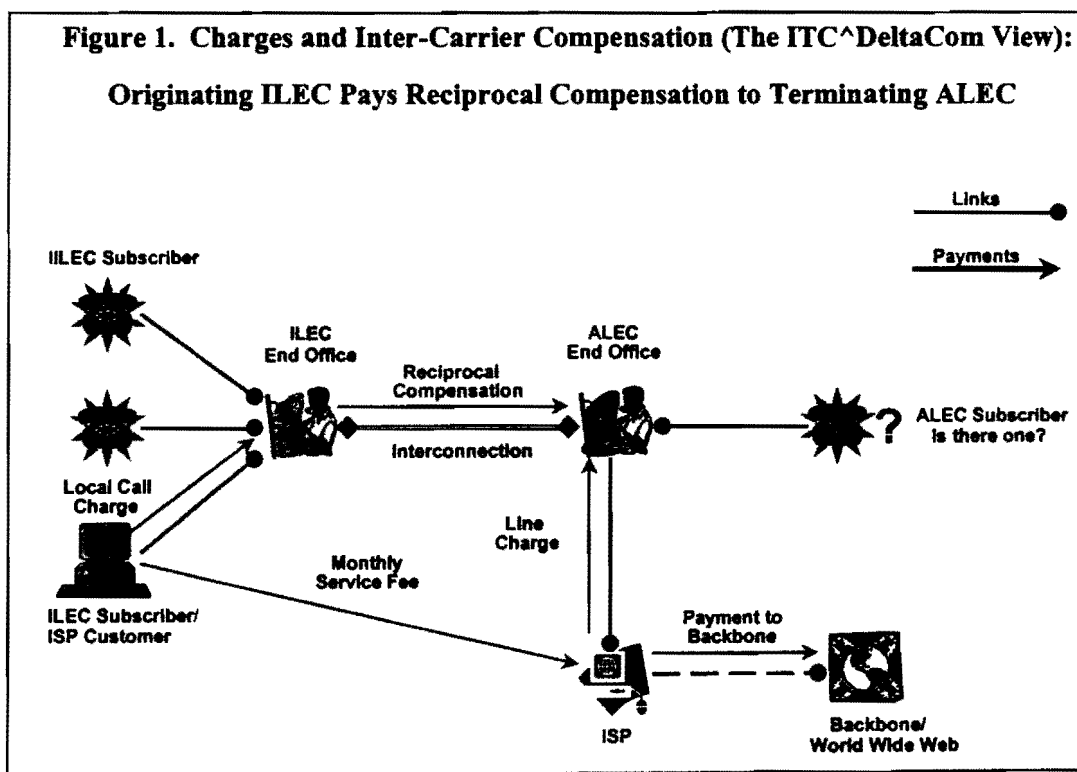 Figure 1. Charges and Inter-Carrier Compensation (The ITC^DeltaCom View):
Originating ILEC Pays Reciprocal Compensation to Terminating ALEC
Links
Payments
IILEC Subscriber
ILEC
End Office
ALEC
End Office
Reciprocal
Compensation
Interconnection
ALEC Subscriber
Is there one?
?
Local Call
Charge
Line
Charge
Monthly
Service Fee
ILEC Subscriber/
ISP Customer
Payment to
Backbone
ISP
Backbone/
World Wide Web